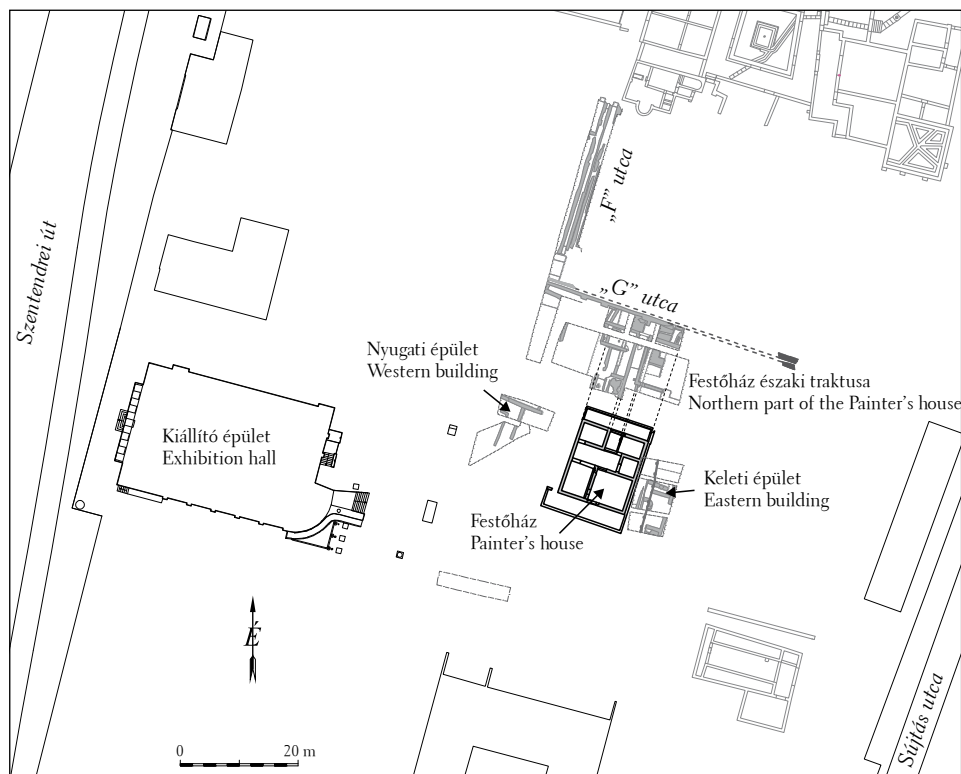 „F” utca
„G” utca
Szentendrei út
Nyugati épület
Western building
Festőház északi traktusa
Northern part of the Painter's house
Kiállító épület
Exhibition hall
Keleti épület
Eastern building
Festőház
Painter's house
É
Sújtás utca
0 20 m